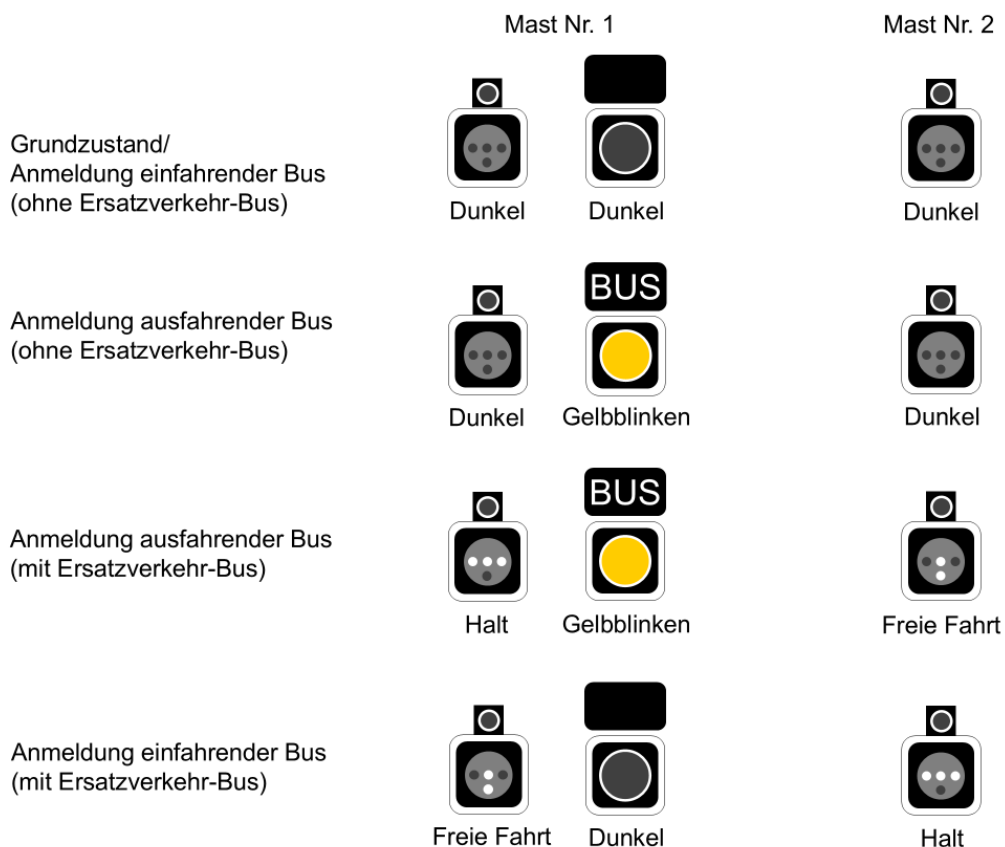 Mast Nr. 1
Mast Nr. 2
Grundzustand/
Anmeldung einfahrender Bus
(ohne Ersatzverkehr-Bus)
Dunkel
Dunkel
Dunkel
Anmeldung ausfahrender Bus
(ohne Ersatzverkehr-Bus)
BUS
Dunkel
Gelbblinken
Dunkel
Anmeldung ausfahrender Bus
(mit Ersatzverkehr-Bus)
BUS
Halt
Gelbblinken
Freie Fahrt
Anmeldung einfahrender Bus
(mit Ersatzverkehr-Bus)
Freie Fahrt
Dunkel
Halt